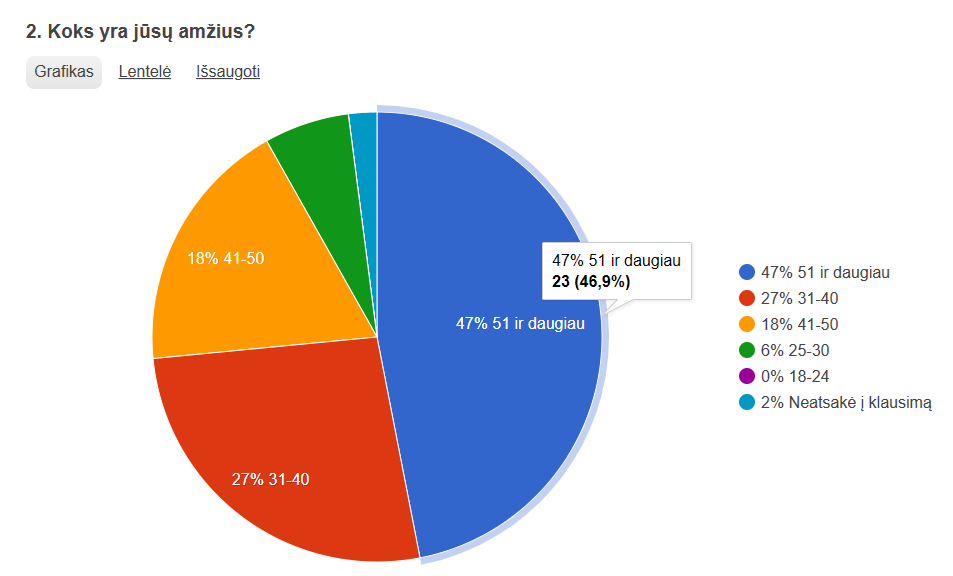 2. Koks yra jūsų amžius?
Grafikas Lentelė Išsaugoti
18% 41-50
47% 51 ir daugiau
23 (46,9%)
47% 51 ir daugiau
27% 31-40
47% 51 ir daugiau
27% 31-40
18% 41-50
6% 25-30
0% 18-24
2% Neatsakė į klausimą